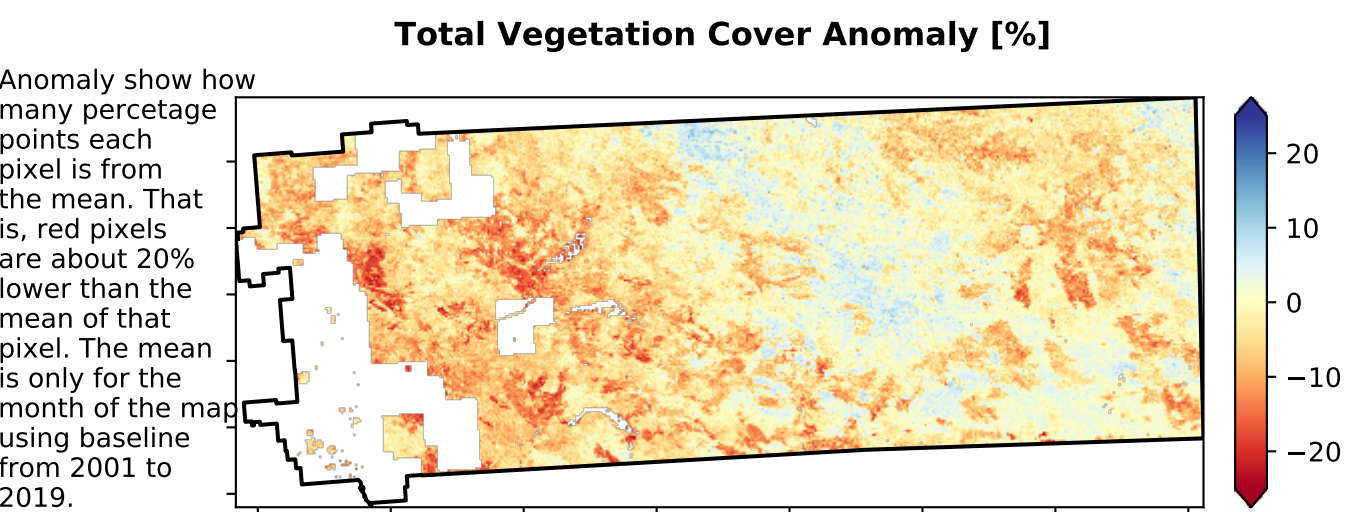 Total Vegetation Cover Anomaly [%]
Anomaly show how
many percetage
points each
pixel is from
the mean. That
is, red pixels
are about 20%
lower than the
mean of that
pixel. The mean
is only for the
month of the map
using baseline
from 2001 to
2019.
20
10
0
−10
−20